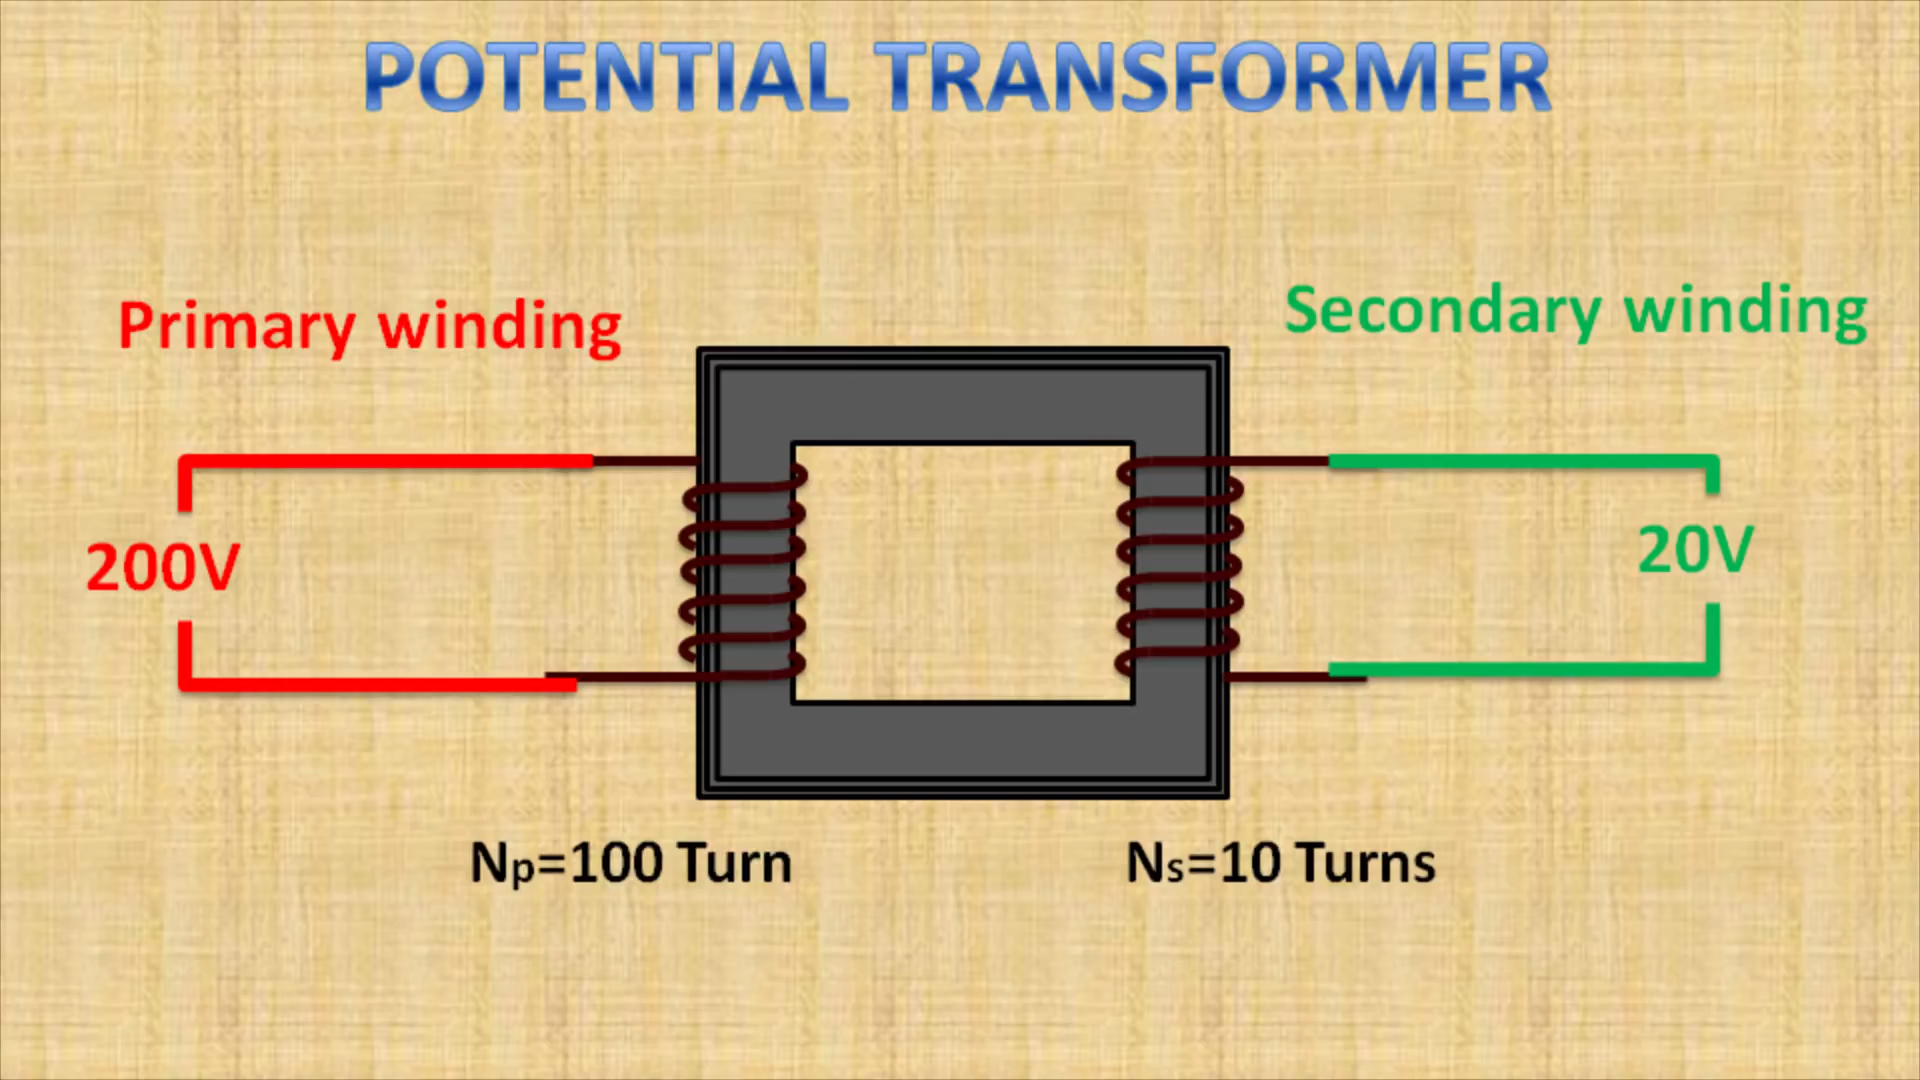 POTENTIAL TRANSFORMER
Primary winding
Secondary winding
200V
20V
Np=100 Turn
Ns=10 Turns